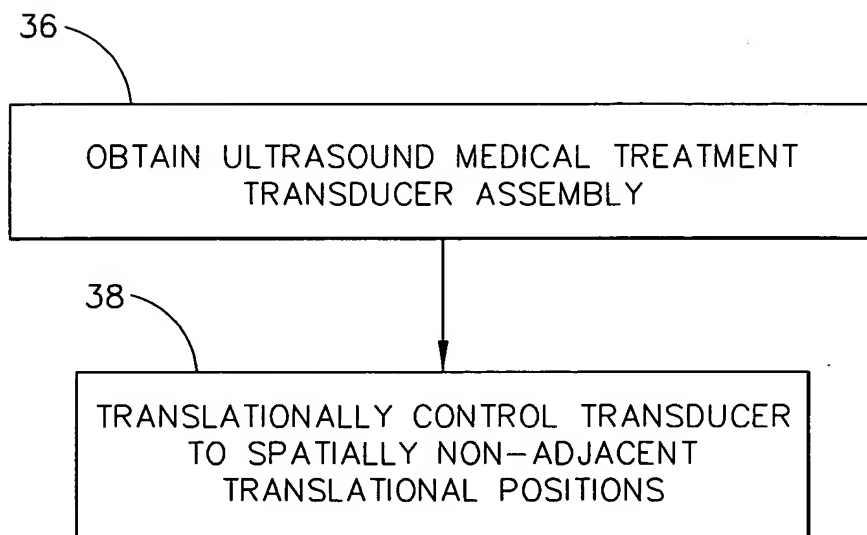 36
OBTAIN ULTRASOUND MEDICAL TREATMENT
TRANSDUCER ASSEMBLY
38
TRANSLATIONALLY CONTROL TRANSDUCER
TO SPATIALLY NON-ADJACENT
TRANSLATIONAL POSITIONS